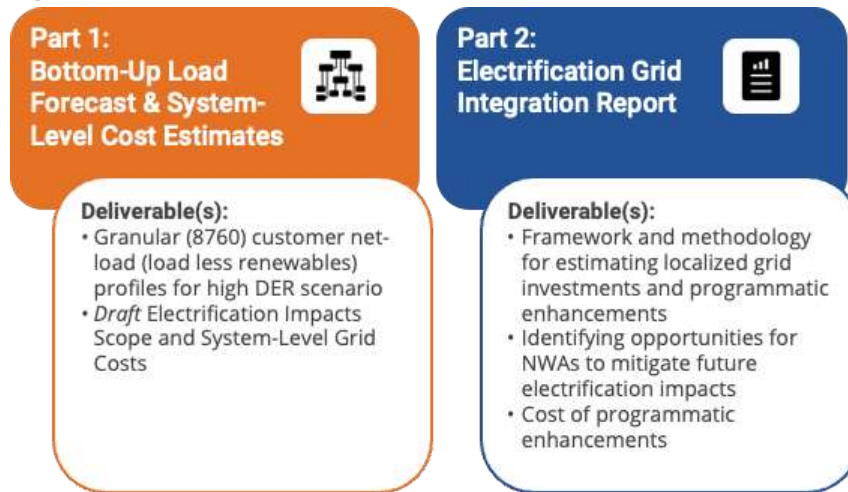 Part 1:
Bottom-Up Load
Forecast & System-
Level Cost Estimates
Deliverable(s):
• Granular (8760) customer net-
load (load less renewables)
profiles for high DER scenario
• Draft Electrification Impacts
Scope and System-Level Grid
Costs
Part 2:
Electrification Grid
Integration Report
Deliverable(s):
• Framework and methodology
for estimating localized grid
investments and programmatic
enhancements
• Identifying opportunities for
NWAs to mitigate future
electrification impacts
• Cost of programmatic
enhancements